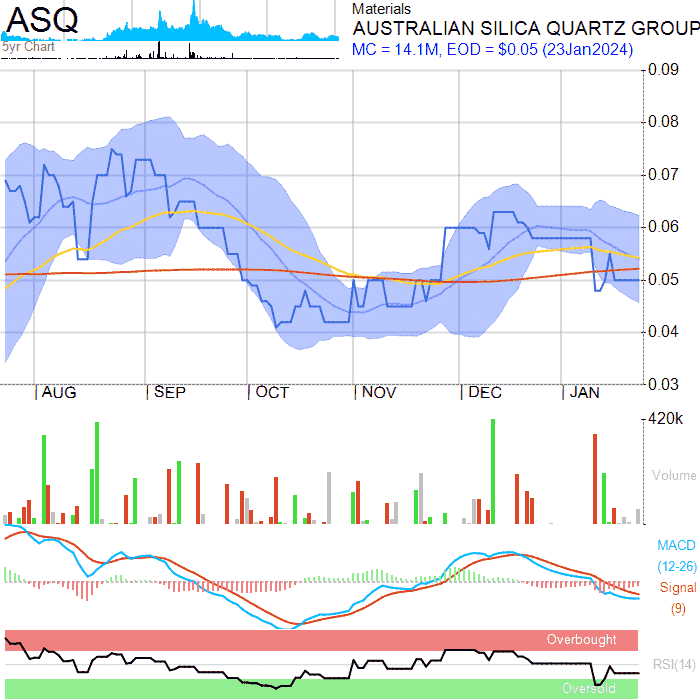 ASQ
5yr Chart
Materials
AUSTRALIAN SILICA QUARTZ GROUP
MC = 14.1M, EOD = $0.05 (23Jan2024)
0.09
0.08
0.07
0.06
0.05
0.04
0.03
AUG SEP OCT NOV DEC JAN
420k
Volume
MACD
(12-26)
Signal
(9)
Overbought
RSI(14)
Oversold